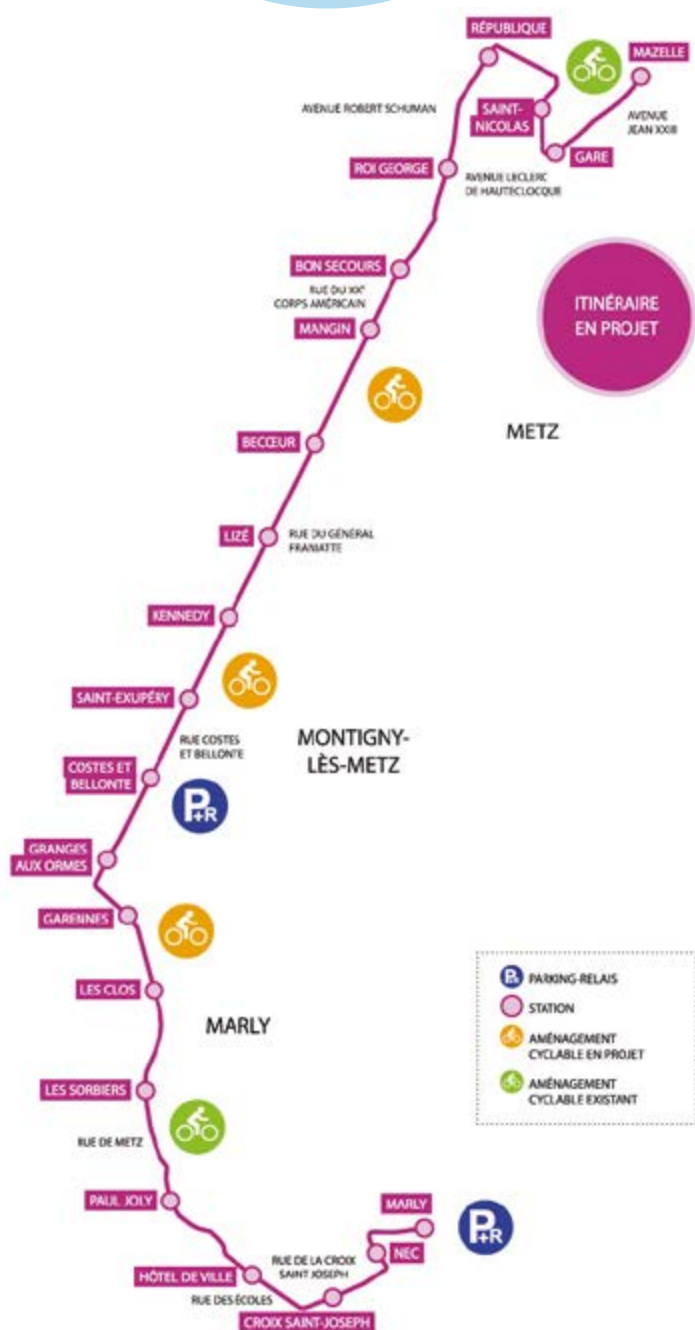 RÉPUBLIQUE
MAZELLE
AVENUE ROBERT SCHUMAN
SAINT-
NICOLAS
AVENUE
JEAN XXIII
GARE
ROI GEORGE
AVENUE LECLERC
DE HAUTECLOCQUE
BON SECOURS
RUE DU XXᵉ
CORPS AMÉRICAIN
ITINÉRAIRE
EN PROJET
MANGIN
METZ
BECŒUR
LIZÉ
RUE DU GÉNÉRAL
FRANIATTE
KENNEDY
SAINT-EXUPÉRY
RUE COSTES
ET BELLONTE
MONTIGNY-
LÈS-METZ
COSTES ET
BELLONTE
P+R
GRANGES
AUX ORMES
GARENNES
LES CLOS
MARLY
P+R PARKING-RELAIS
STATION
AMÉNAGEMENT
CYCLABLE EN PROJET
AMÉNAGEMENT
CYCLABLE EXISTANT
LES SORBIERS
RUE DE METZ
PAUL JOLY
MARLY
P+R
NEC
RUE DE LA CROIX
SAINT JOSEPH
HÔTEL DE VILLE
RUE DES ÉCOLES
CROIX SAINT-JOSEPH